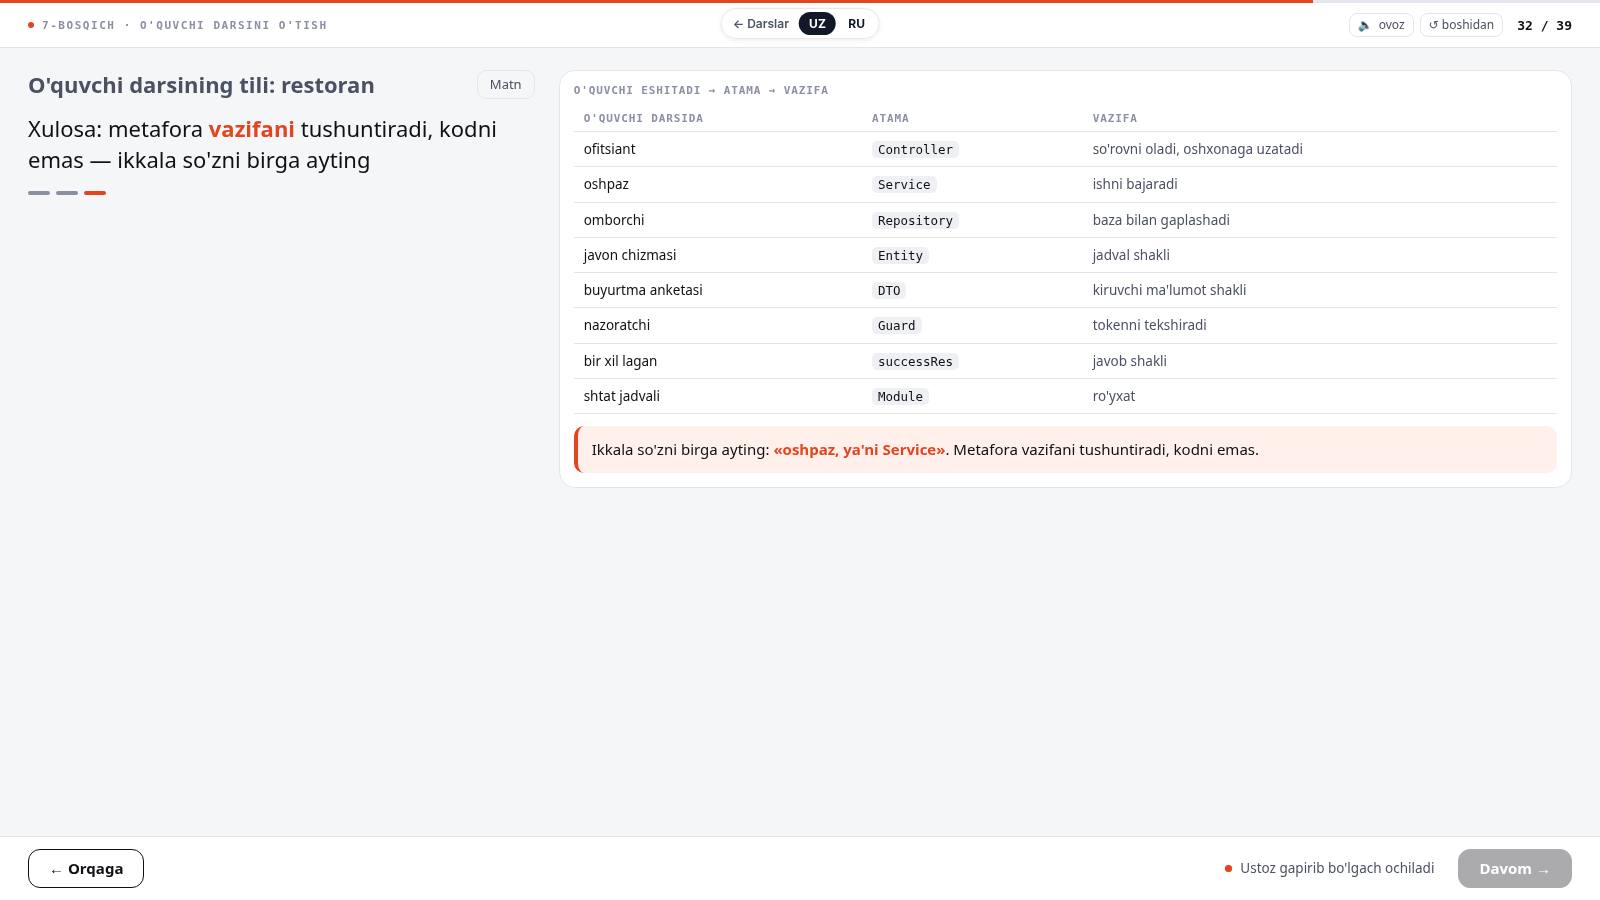 7-BOSQICH · O'QUVCHI DARSINI O'TISH
← Darslar UZ RU
🔈 ovoz ↺ boshidan 32 / 39
O'quvchi darsining tili: restoran
Matn
Xulosa: metafora vazifani tushuntiradi, kodni
emas — ikkala so'zni birga ayting
O'QUVCHI ESHITADI → ATAMA → VAZIFA
O'QUVCHI DARSIDA ATAMA VAZIFA
ofitsiant Controller so'rovni oladi, oshxonaga uzatadi
oshpaz Service ishni bajaradi
omborchi Repository baza bilan gaplashadi
javon chizmasi Entity jadval shakli
buyurtma anketasi DTO kiruvchi ma'lumot shakli
nazoratchi Guard tokenni tekshiradi
bir xil lagan successRes javob shakli
shtat jadvali Module ro'yxat
Ikkala so'zni birga ayting: «oshpaz, ya'ni Service». Metafora vazifani tushuntiradi, kodni emas.
← Orqaga
Ustoz gapirib bo'lgach ochiladi
Davom →